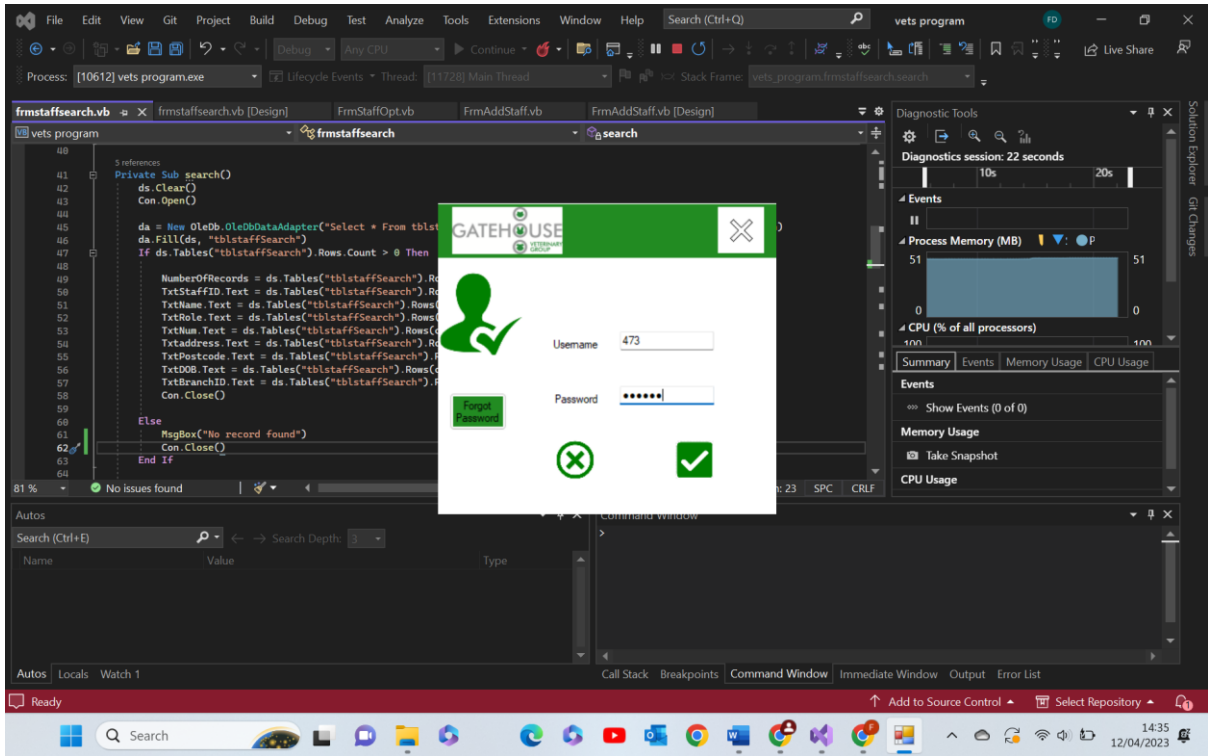 File Edit View Git Project Build Debug Test Analyze Tools Extensions Window Help Search (Ctrl+Q) vets program FD
Debug Any CPU Continue Live Share
Process: [10612] vets program.exe Lifecycle Events Thread: [11728] Main Thread Stack Frame: vets_program.frmstaffsearch.search
frmstaffsearch.vb frmstaffsearch.vb [Design] FrmStaffOpt.vb FrmAddStaff.vb FrmAddStaff.vb [Design]
vets program frmstaffsearch search
40
5 references
41 Private Sub search()
42 ds.Clear()
43 Con.Open()
44
45 da = New OleDb.OleDbDataAdapter("Select * From tblst
46 da.Fill(ds, "tblstaffSearch")
47 If ds.Tables("tblstaffSearch").Rows.Count > 0 Then
48
49 NumberOfRecords = ds.Tables("tblstaffSearch").Ro
50 TxtStaffID.Text = ds.Tables("tblstaffSearch").Ro
51 TxtName.Text = ds.Tables("tblstaffSearch").Rows(
52 TxtRole.Text = ds.Tables("tblstaffSearch").Rows(
53 TxtNum.Text = ds.Tables("tblstaffSearch").Rows(c
54 Txtaddress.Text = ds.Tables("tblstaffSearch").Ro
55 TxtPostcode.Text = ds.Tables("tblstaffSearch").R
56 TxtDOB.Text = ds.Tables("tblstaffSearch").Rows(c
57 TxtBranchID.Text = ds.Tables("tblstaffSearch").R
58 Con.Close()
59
60 Else
61 MsgBox("No record found")
62 Con.Close()
63 End If
64
81 % No issues found : 23 SPC CRLF
GATEHOUSE
VETERINARY
GROUP
Username 473
Password ●●●●●●
Forgot
Password
Diagnostic Tools
Diagnostics session: 22 seconds
10s 20s
Events
Process Memory (MB) P
51 51
0 0
CPU (% of all processors)
100 100
Summary Events Memory Usage CPU Usage
Events
Show Events (0 of 0)
Memory Usage
Take Snapshot
CPU Usage
Solution Explorer
Git Changes
Autos
Search (Ctrl+E) Search Depth: 3
Name Value Type
Command Window
>
Autos Locals Watch 1
Call Stack Breakpoints Command Window Immediate Window Output Error List
Ready Add to Source Control Select Repository
Search
14:35
12/04/2023